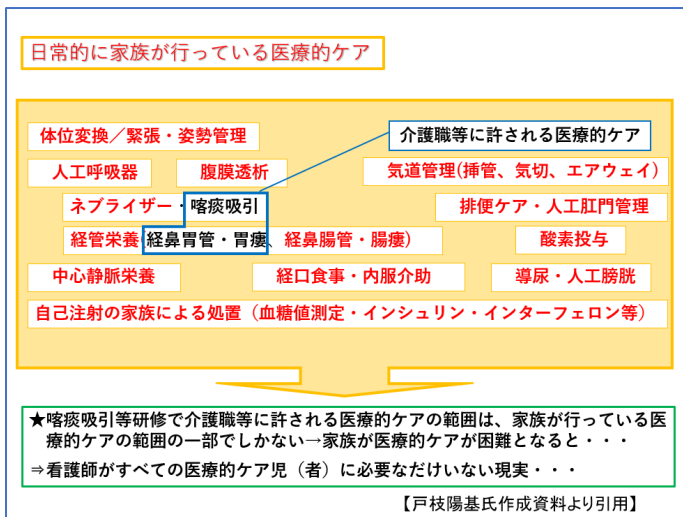 日常的に家族が行っている医療的ケア
体位変換／緊張・姿勢管理
介護職等に許される医療的ケア
人工呼吸器
腹膜透析
気道管理(挿管、気切、エアウェイ)
ネブライザー・喀痰吸引
排便ケア・人工肛門管理
経管栄養(経鼻胃管・胃瘻、経鼻腸管・腸瘻）
酸素投与
中心静脈栄養
経口食事・内服介助
導尿・人工膀胱
自己注射の家族による処置（血糖値測定・インシュリン・インターフェロン等）
★喀痰吸引等研修で介護職等に許される医療的ケアの範囲は、家族が行っている医
療的ケアの範囲の一部でしかない→家族が医療的ケアが困難となると・・・
⇒看護師がすべての医療的ケア児（者）に必要なだけいない現実・・・
【戸枝陽基氏作成資料より引用】